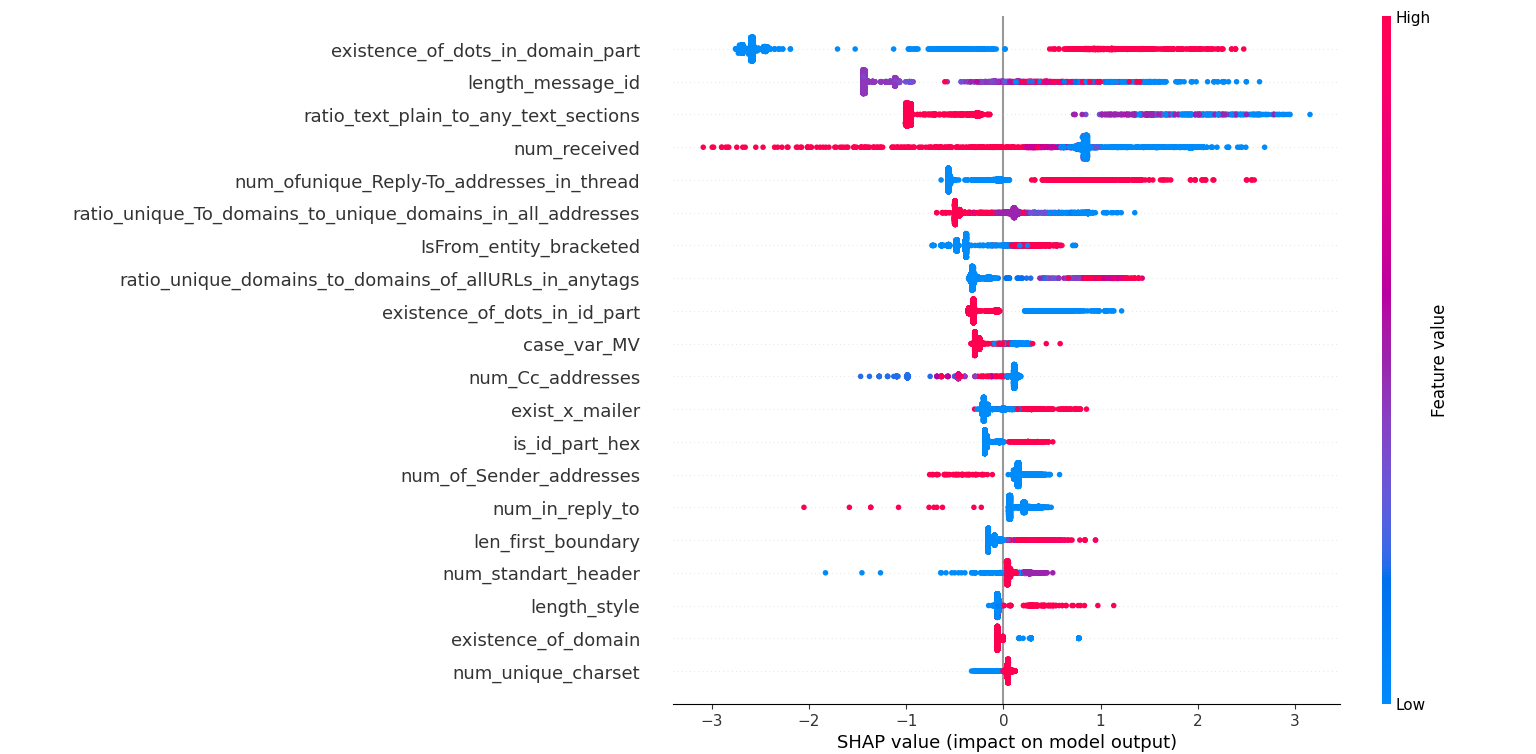 High
existence_of_dots_in_domain_part
length_message_id
ratio_text_plain_to_any_text_sections
num_received
num_ofunique_Reply-To_addresses_in_thread
ratio_unique_To_domains_to_unique_domains_in_all_addresses
IsFrom_entity_bracketed
ratio_unique_domains_to_domains_of_allURLs_in_anytags
existence_of_dots_in_id_part
case_var_MV
num_Cc_addresses
exist_x_mailer
is_id_part_hex
num_of_Sender_addresses
num_in_reply_to
len_first_boundary
num_standart_header
length_style
existence_of_domain
num_unique_charset
Feature value
Low
−3 −2 −1 0 1 2 3
SHAP value (impact on model output)